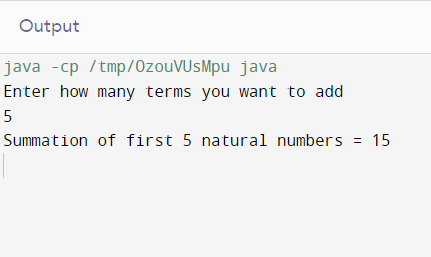 Output
java -cp /tmp/OzouVUsMpu java
Enter how many terms you want to add
5
Summation of first 5 natural numbers = 15